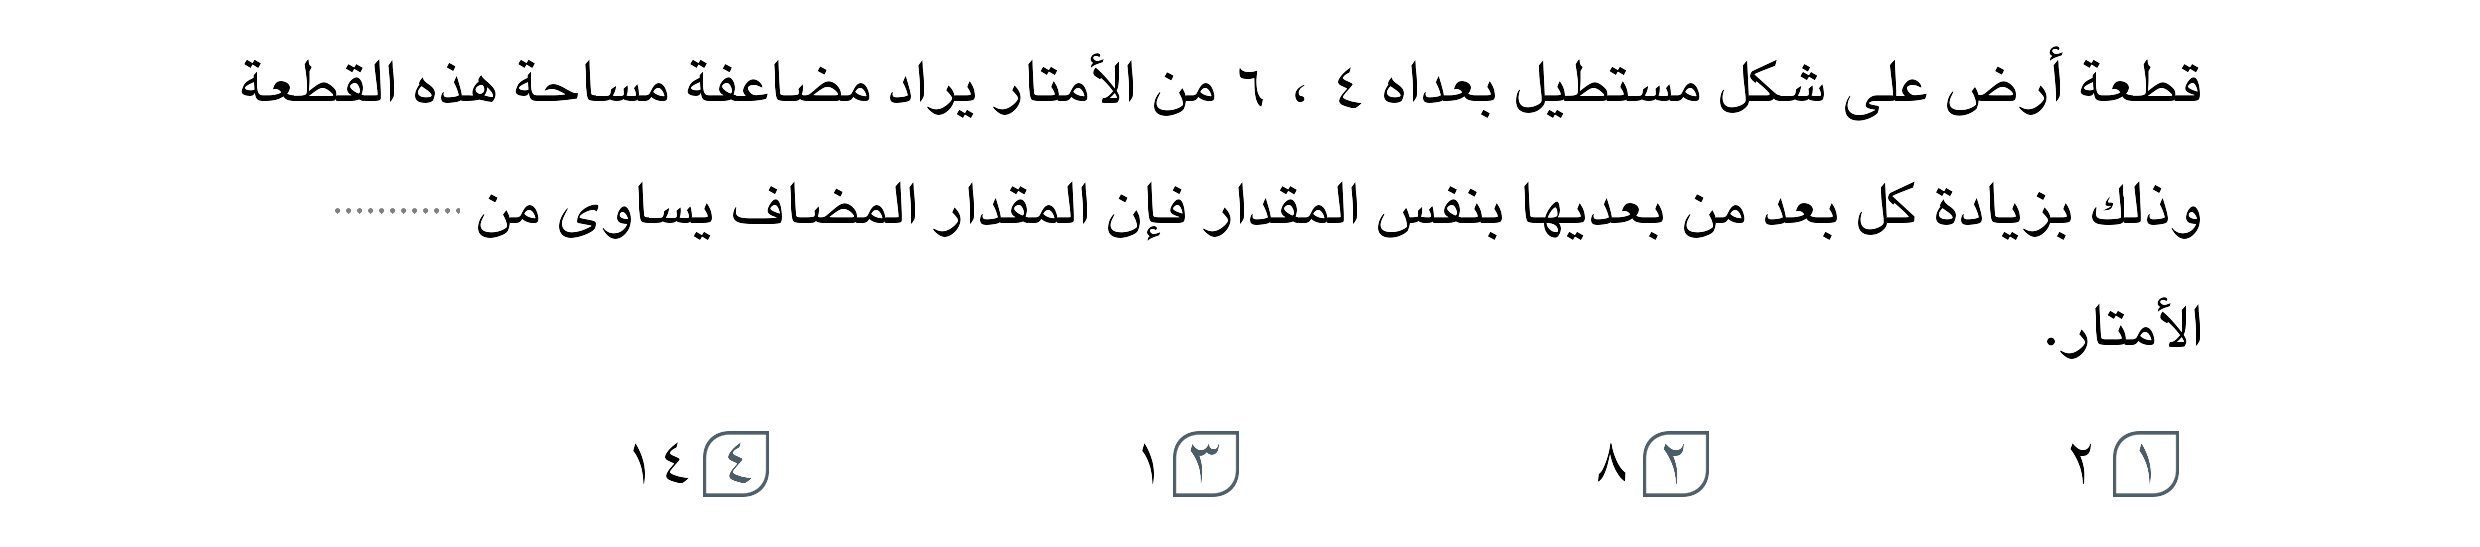 قطعة أرض على شكل مستطيل بعداه ٤ ، ٦ من الأمتار يراد مضاعفة مساحة هذه القطعة
وذلك بزيادة كل بعد من بعديها بنفس المقدار فإن المقدار المضاف يساوى من ............
الأمتار.
١ ٢ ٢ ٨ ٣ ١ ٤ ١٤